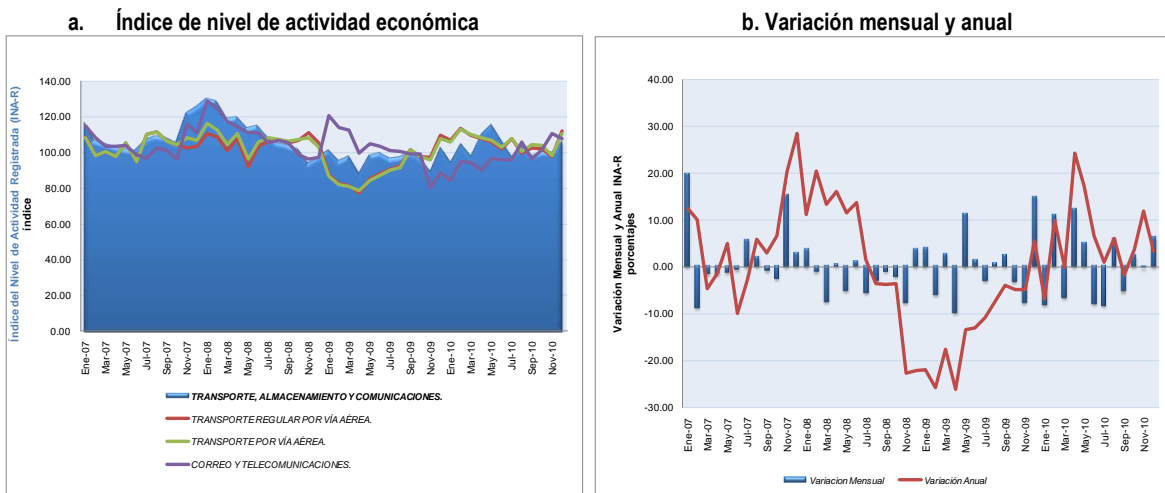 a. Índice de nivel de actividad económica
Índice del Nivel de Actividad Registrada (INA-R)
índice
140.00
120.00
100.00
80.00
60.00
40.00
20.00
0.00
Ene-07
Mar-07
May-07
Jul-07
Sep-07
Nov-07
Ene-08
Mar-08
May-08
Jul-08
Sep-08
Nov-08
Ene-09
Mar-09
May-09
Jul-09
Sep-09
Nov-09
Ene-10
Mar-10
May-10
Jul-10
Sep-10
Nov-10
TRANSPORTE, ALMACENAMIENTO Y COMUNICACIONES.
TRANSPORTE REGULAR POR VÍA AÉREA.
TRANSPORTE POR VÍA AÉREA.
CORREO Y TELECOMUNICACIONES.
b. Variación mensual y anual
Variación Mensual y Anual INA-R
porcentajes
40.00
30.00
20.00
10.00
0.00
-10.00
-20.00
-30.00
Ene-07
Mar-07
May-07
Jul-07
Sep-07
Nov-07
Ene-08
Mar-08
May-08
Jul-08
Sep-08
Nov-08
Ene-09
Mar-09
May-09
Jul-09
Sep-09
Nov-09
Ene-10
Mar-10
May-10
Jul-10
Sep-10
Nov-10
Variacion Mensual
Variación Anual